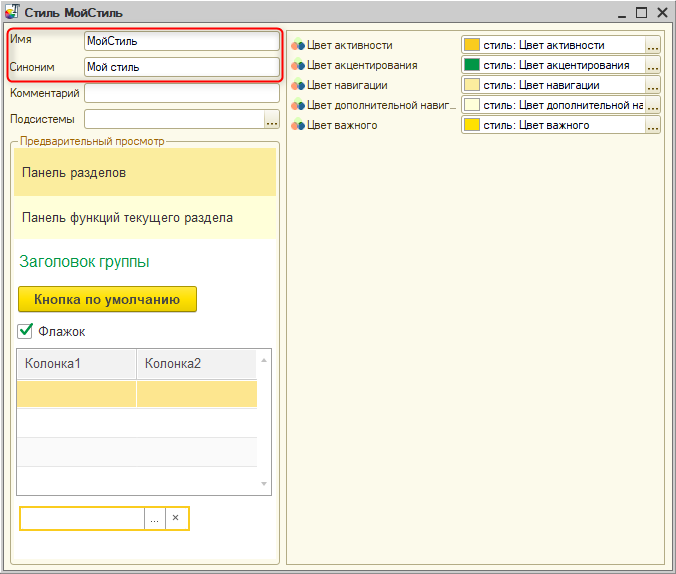 Стиль МойСтиль
Имя МойСтиль
Синоним Мой стиль
Комментарий
Подсистемы ...
Предварительный просмотр
Панель разделов
Панель функций текущего раздела
Заголовок группы
Кнопка по умолчанию
Флажок
Колонка1 Колонка2
... ×
Цвет активности стиль: Цвет активности ...
Цвет акцентирования стиль: Цвет акцентирования ...
Цвет навигации стиль: Цвет навигации ...
Цвет дополнительной навиг... стиль: Цвет дополнительной на ...
Цвет важного стиль: Цвет важного ...